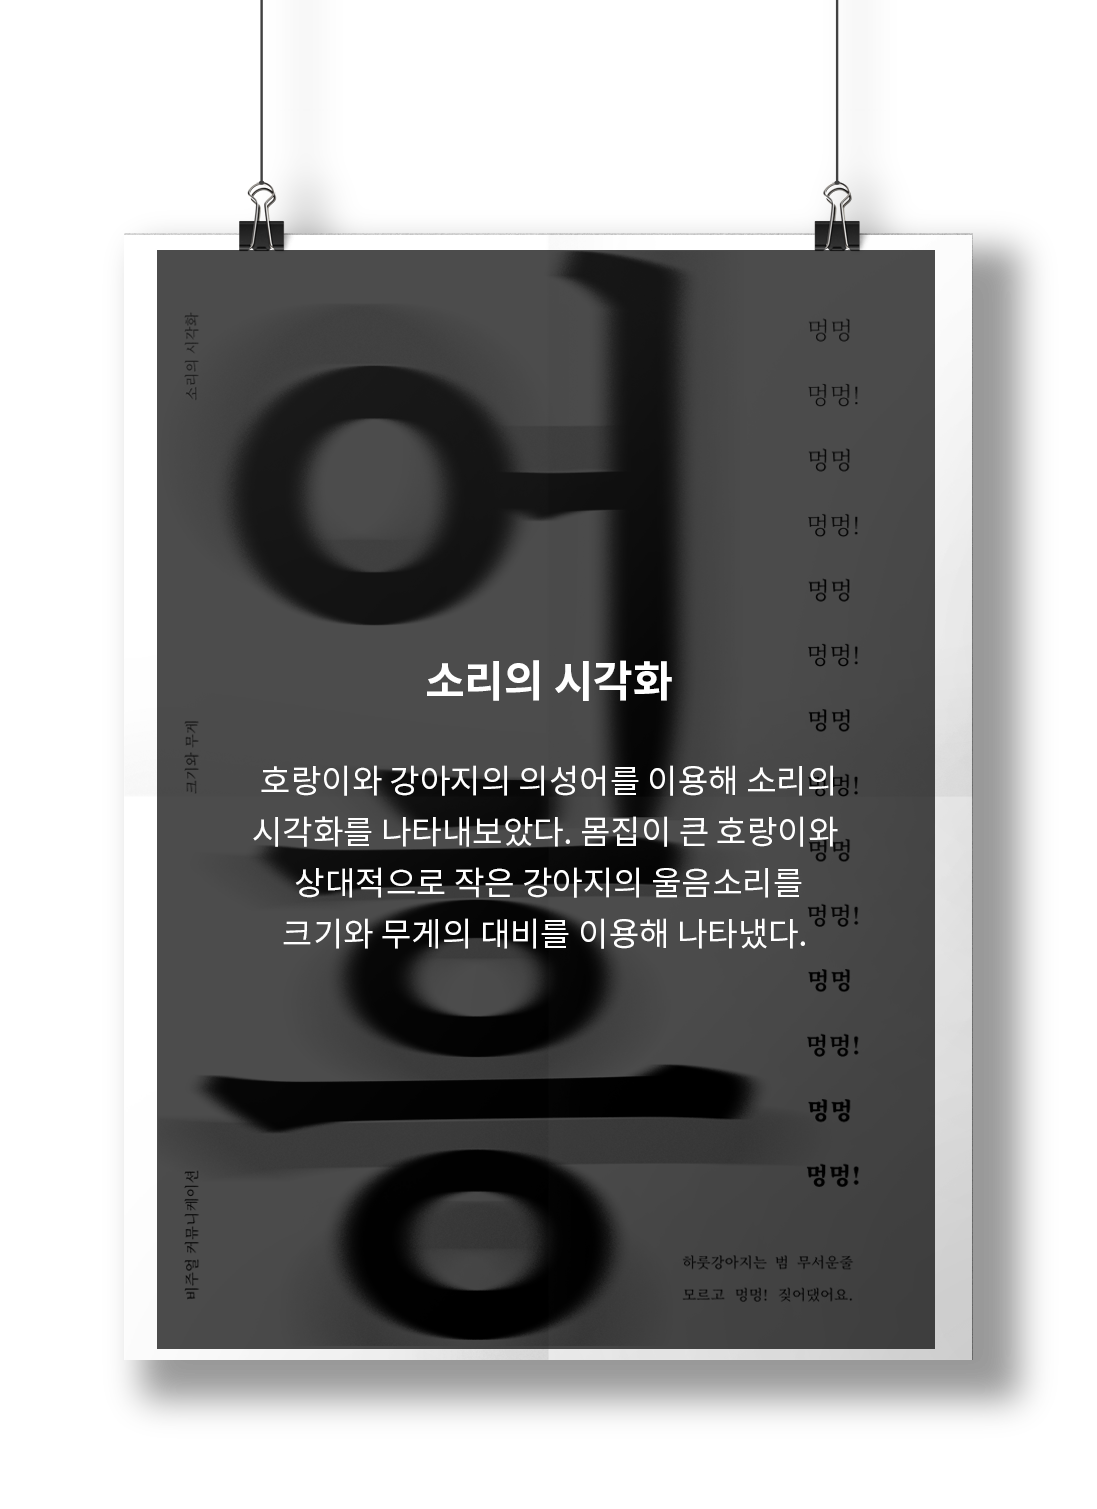 소리의 시각화
크기와 무게
비주얼 커뮤니케이션
어
흥
소리의 시각화
호랑이와 강아지의 의성어를 이용해 소리의
시각화를 나타내보았다. 몸집이 큰 호랑이와
상대적으로 작은 강아지의 울음소리를
크기와 무게의 대비를 이용해 나타냈다.
멍멍
멍멍!
멍멍
멍멍!
멍멍
멍멍!
멍멍
멍멍!
멍멍
멍멍!
멍멍
멍멍!
멍멍
멍멍!
하룻강아지는 범 무서운줄
모르고 멍멍! 짖어댔어요.